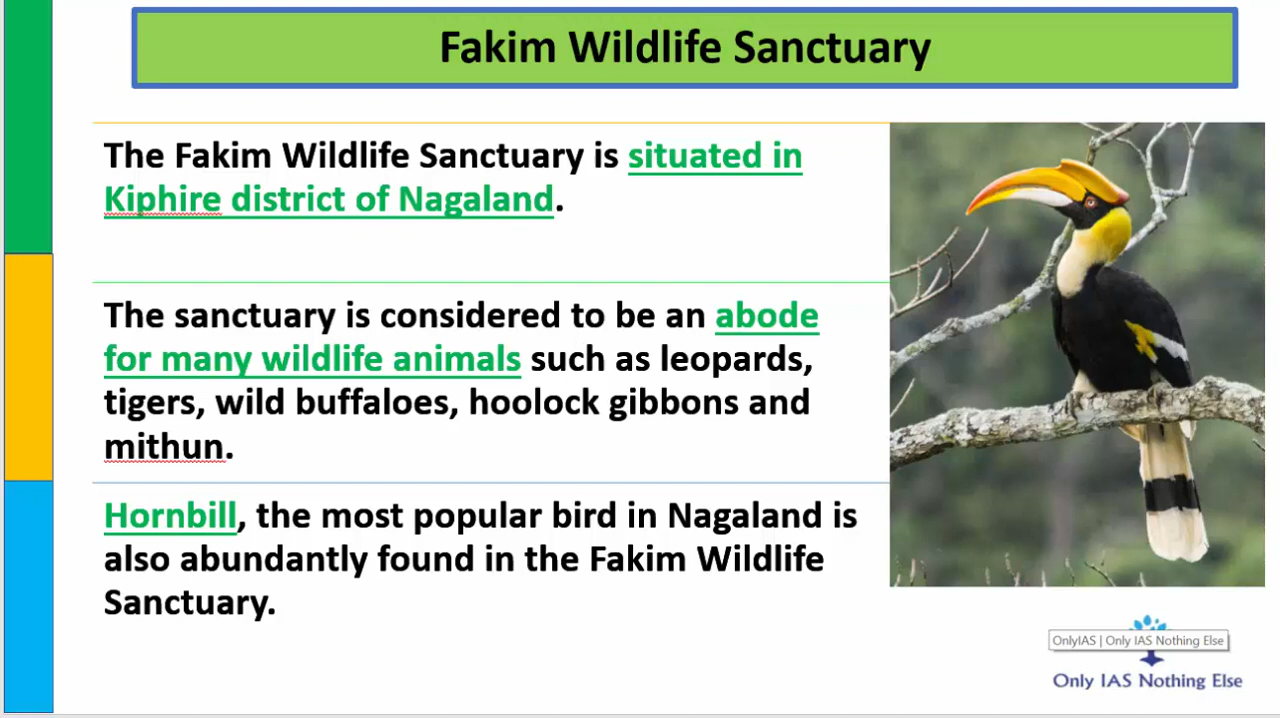 Fakim Wildlife Sanctuary
The Fakim Wildlife Sanctuary is situated in
Kiphire district of Nagaland.
The sanctuary is considered to be an abode
for many wildlife animals such as leopards,
tigers, wild buffaloes, hoolock gibbons and
mithun.
Hornbill, the most popular bird in Nagaland is
also abundantly found in the Fakim Wildlife
Sanctuary.
OnlyIAS | Only IAS Nothing Else
Only IAS Nothing Else